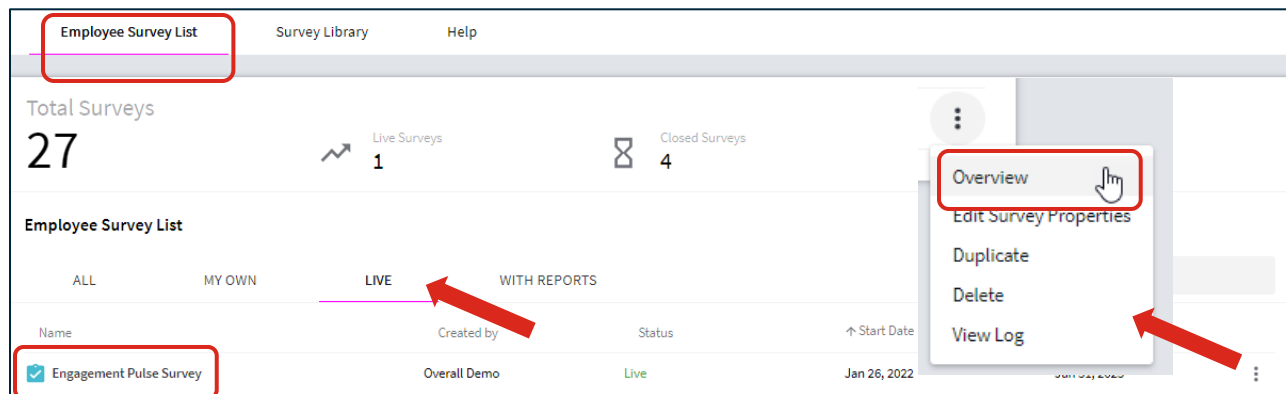 Employee Survey List Survey Library Help
Total Surveys
27
Live Surveys
1
Closed Surveys
4
Overview
Edit Survey Properties
Duplicate
Delete
View Log
Employee Survey List
ALL MY OWN LIVE WITH REPORTS
Name Created by Status Start Date
Engagement Pulse Survey Overall Demo Live Jan 26, 2022